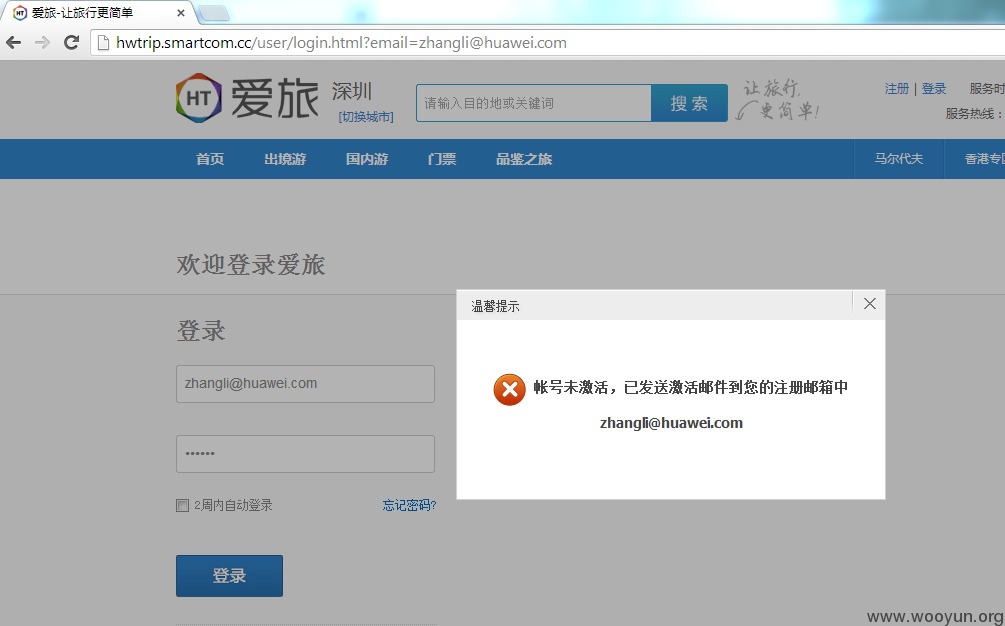 爱旅-让旅行更简单
hwtrip.smartcom.cc/user/login.html?email=zhangli@huawei.com
HT 爱旅 深圳
[切换城市]
请输入目的地或关键词
搜 索
让旅行,
更简单!
注册 | 登录 服务时
服务热线：
首页 出境游 国内游 门票 品鉴之旅 马尔代夫 香港专
欢迎登录爱旅
登录
zhangli@huawei.com
••••••
2周内自动登录 忘记密码?
登录
温馨提示
帐号未激活，已发送激活邮件到您的注册邮箱中
zhangli@huawei.com
www.wooyun.org